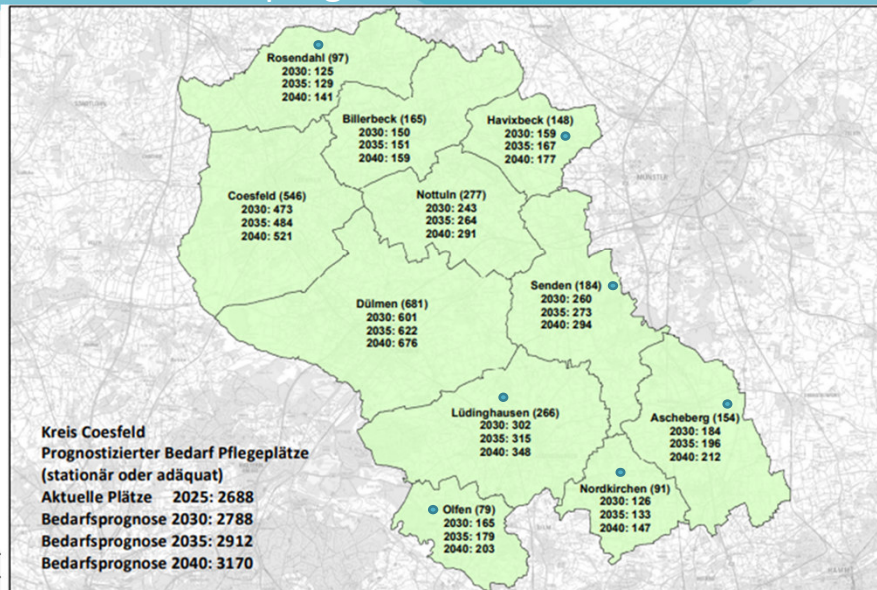 Rosendahl (97)
2030: 125
2035: 129
2040: 141
Billerbeck (165)
2030: 150
2035: 151
2040: 159
Havixbeck (148)
2030: 159
2035: 167
2040: 177
Coesfeld (546)
2030: 473
2035: 484
2040: 521
Nottuln (277)
2030: 243
2035: 264
2040: 291
MÜNSTER
Dülmen (681)
2030: 601
2035: 622
2040: 676
Senden (184)
2030: 260
2035: 273
2040: 294
Lüdinghausen (266)
2030: 302
2035: 315
2040: 348
Ascheberg (154)
2030: 184
2035: 196
2040: 212
Nordkirchen (91)
2030: 126
2035: 133
2040: 147
Olfen (79)
2030: 165
2035: 179
2040: 203
Kreis Coesfeld
Prognostizierter Bedarf Pflegeplätze
(stationär oder adäquat)
Aktuelle Plätze 2025: 2688
Bedarfsprognose 2030: 2788
Bedarfsprognose 2035: 2912
Bedarfsprognose 2040: 3170